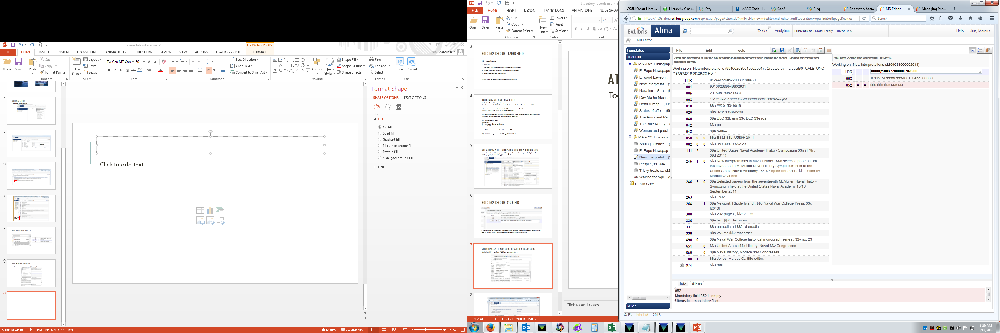 Presentation1 - PowerPoint
DRAWING TOOLS
FILE HOME INSERT DESIGN TRANSITIONS ANIMATIONS SLIDE SHOW REVIEW VIEW ADD-INS Foxit Reader PDF FORMAT
Jun, Marcus B
Open Save Paste Cut Copy Format Painter
New Slide Layout Reset Section
Tw Cen MT Con 50
Text Direction Align Text Convert to SmartArt
Arrange Quick Styles Shape Fill Shape Outline Shape Effects
Find Replace Select
Share Upload
Clipboard Slides Font Paragraph Drawing Editing Box
4
METADATA EDITOR
5
6
7
8
ADD LOCAL FIELD (CTRL+L)
9
ADD HOLDINGS RECORD
10
Click to add text
Format Shape
SHAPE OPTIONS TEXT OPTIONS
FILL
No fill
Solid fill
Gradient fill
Picture or texture fill
Pattern fill
Slide background fill
LINE
SLIDE 10 OF 10 ENGLISH (UNITED STATES) NOTES COMMENTS 81%
Inventory records in alma
FILE HOME INSERT DESIGN TRANSITIONS ANIMATIONS SLIDE SHOW
Open Save Paste Cut Copy Format Painter
New Slide Layout Reset Section
22
Clipboard Slides Font
3
HOLDINGS RECORD: LEADER FIELD
4
HOLDINGS RECORD: 852 FIELD
5
ATTACHING A HOLDINGS RECORD TO A BIB RECORD
6
HOLDINGS RECORD: 852 FIELD
7
ATTACHING AN ITEM RECORD TO A HOLDINGS RECORD
8
Click to add notes
SLIDE 7 OF 8 ENGLISH (UNITED STATES)
CSUN Oviatt Librar... Hierarchy Class... Ctry MARC Code Li... Conf Freq Repository Sear... MD Editor Managing Imp...
https://na03.alma.exlibrisgroup.com/rep/action/pageAction.do?xmlFileName=mdeditor.md_editor.xml&operation=openEditor&pageBean.ec
Search
ExLibris Alma
Tasks Analytics Currently at: Oviatt Library - Guest Serv... Help Jun, Marcus
MD Editor
Templates
Records
MARC21 Bibliograp
El Popo Newspape
Ellwood Lawson ...
New interpretat...
Nora inu = Stra...
Ray Martin Musi...
Read & resp... (991
Status of effor... (99
The Army and Re...
The Blue Note y...
Women and prost...
MARC21 Holdings
Analog science ...
El Popo Newspap...
New interpretat...
People.(9910041...
Tricky treats /... (22
Waiting for &qu...
Dublin Core
Rules
File Edit Tools
Alma has attempted to link the bib headings to authority records while loading the record. Loading the record was
therefore slower.
Working on -New interpretations (991062639549602901) , Created by marcus@01CALS_UNO
(18/08/2016 08:29:33 PDT)
LDR 01244cam#a22003018i#4500
001 991062639549602901
005 20160818082933.0
008 151214s2016####riu##########f100#0#eng##
010 $$a ##2015049019
020 $$a 9781935352280
040 $$a DLC $$b eng $$c DLC $$e rda
042 $$a pcc
043 $$a n-us---
050 0 0 $$a E182 $$b .U5869 2011
082 0 0 $$a 359.00973 $$2 23
111 2 $$a United States Naval Academy History Symposium $$n (17th :
$$d 2011)
245 1 0 $$a New interpretations in naval history : $$b selected papers from
the seventeenth McMullen Naval History Symposium held at the
United States Naval Academy 15/16 September 2011 / $$c edited by
Marcus O. Jones.
246 3 0 $$a Selected papers from the seventeenth McMullen Naval History
Symposium held at the United States Naval Academy 15/16
September 2011
263 $$a 1602
264 1 $$a Newport, Rhode Island : $$b Naval War College Press, $$c
[2016]
300 $$a 202 pages ; $$c 28 cm.
336 $$a text $$2 rdacontent
337 $$a unmediated $$2 rdamedia
338 $$a volume $$2 rdacarrier
490 0 $$a Naval War College historical monograph series ; $$v no. 23
651 0 $$a United States $$x History, Naval $$v Congresses.
650 0 $$a Naval history, Modern $$v Congresses.
700 1 $$a Jones, Marcus O., $$e editor.
974 $$a mbj
You have 2 error(s)on your record - 08:35:16.
Working on -New interpretations (2264084660002914)
LDR #####nx##a22#####1n#4500
008 1011252u####8###4001uueng0000000
852 # # $$a $$b $$c $$h $$i
Info Alerts
852
Mandatory field 852 is empty
Library is a mandatory field.
© Ex Libris Ltd., 2016
8:36 AM
8/18/2016